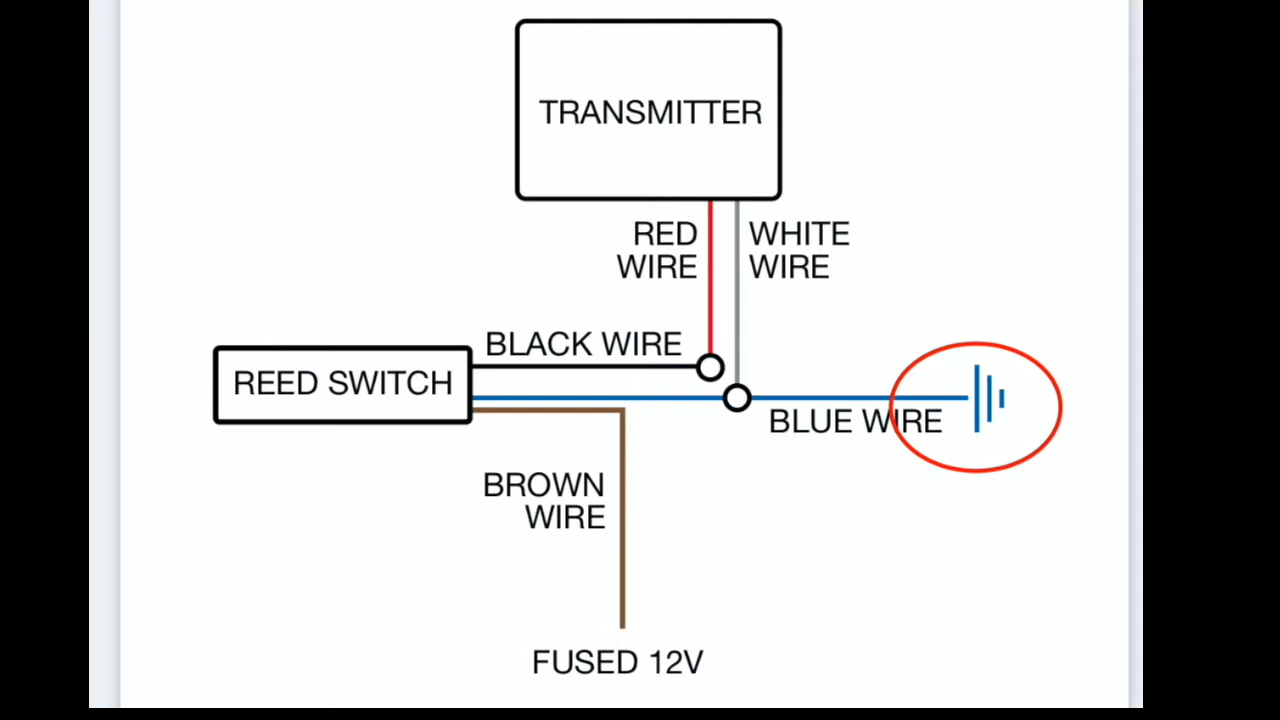 TRANSMITTER
RED
WIRE
WHITE
WIRE
BLACK WIRE
REED SWITCH
BLUE WIRE
BROWN
WIRE
FUSED 12V